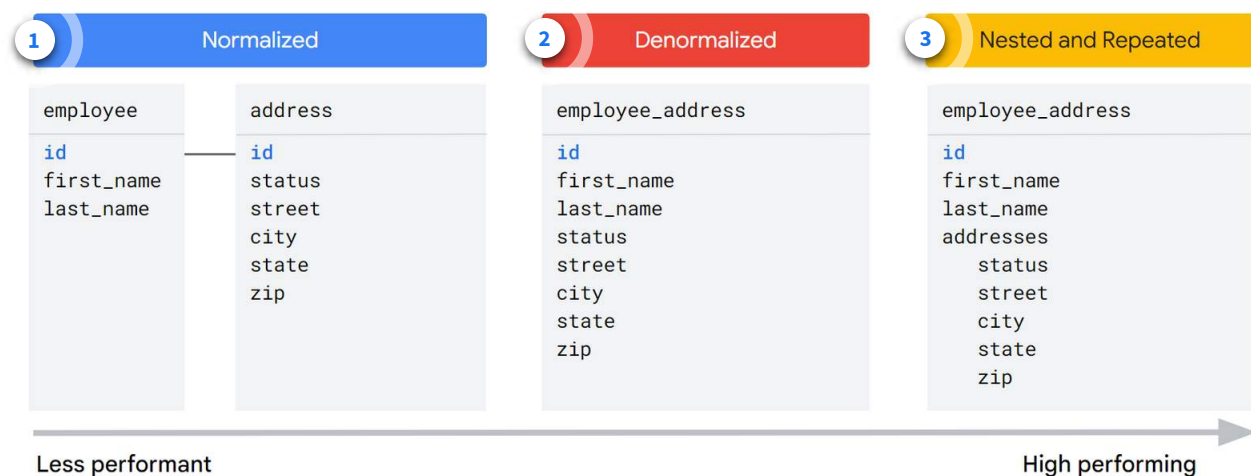 1 Normalized
employee
id
first_name
last_name
address
id
status
street
city
state
zip
2 Denormalized
employee_address
id
first_name
last_name
status
street
city
state
zip
3 Nested and Repeated
employee_address
id
first_name
last_name
addresses
status
street
city
state
zip
Less performant
High performing